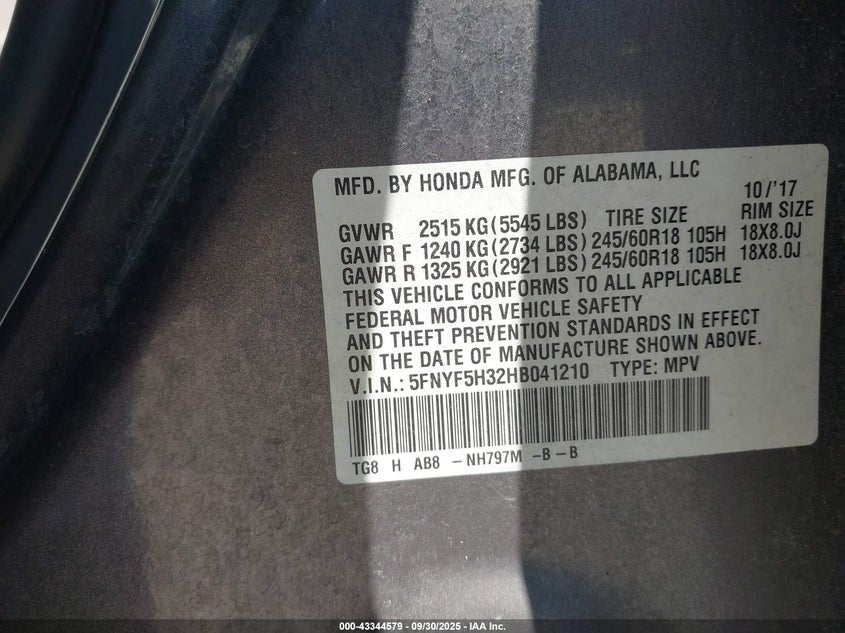 MFD. BY HONDA MFG. OF ALABAMA, LLC
10/'17
GVWR 2515 KG(5545 LBS) TIRE SIZE RIM SIZE
GAWR F 1240 KG(2734 LBS) 245/60R18 105H 18X8.0J
GAWR R 1325 KG(2921 LBS) 245/60R18 105H 18X8.0J
THIS VEHICLE CONFORMS TO ALL APPLICABLE
FEDERAL MOTOR VEHICLE SAFETY
AND THEFT PREVENTION STANDARDS IN EFFECT
ON THE DATE OF MANUFACTURE SHOWN ABOVE.
V.I.N.: 5FNYF5H32HB041210 TYPE: MPV
TG8 H AB8 -NH797M -B-B
000-43344579 — 09/30/2025 — IAA Inc.